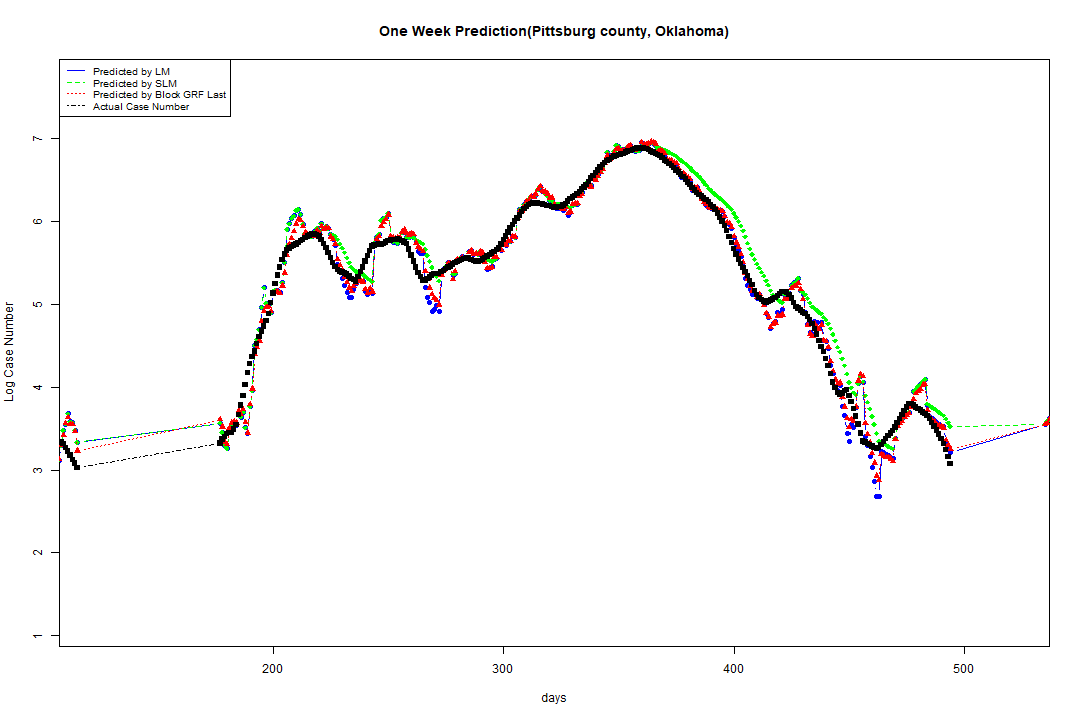 One Week Prediction(Pittsburg county, Oklahoma)
Predicted by LM
Predicted by SLM
Predicted by Block GRF Last
Actual Case Number
7
6
5
4
3
2
1
Log Case Number
200 300 400 500
days